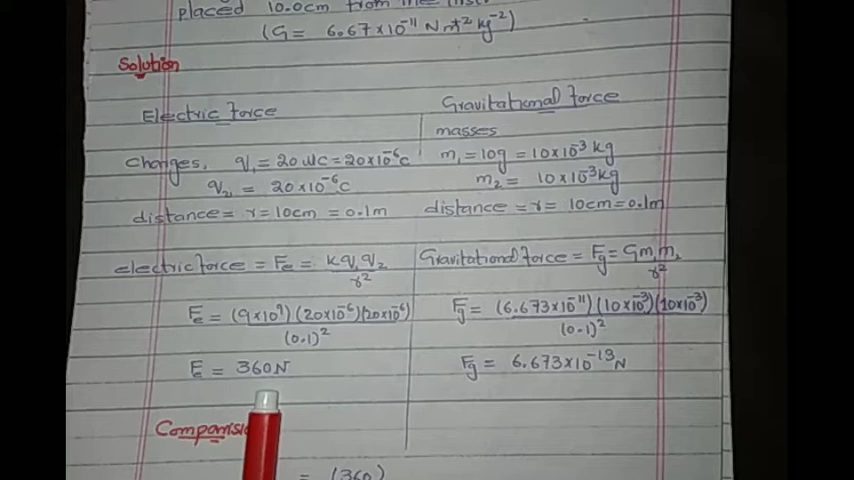 placed 10.0cm from the
(G = 6.67×10⁻¹¹ N m⁺² kg⁻²)
Solution
Electric Force
Gravitational Force
Charges, q₁ = 20 µC = 20×10⁻⁶C
q₂ = 20×10⁻⁶C
distance = r = 10cm = 0.1m
masses
m₁ = 10g = 10×10⁻³ kg
m₂ = 10×10⁻³kg
distance = r = 10cm = 0.1m
electric force = Fₑ = Kq₁q₂/r²
Fₑ = (9×10⁹)(20×10⁻⁶)(20×10⁻⁶)/(0.1)²
Fₑ = 360N
Gravitational Force = Fg = Gm₁m₂/r²
Fg = (6.673×10⁻¹¹)(10×10⁻³)(10×10⁻³)/(0.1)²
Fg = 6.673×10⁻¹³N
= (360)